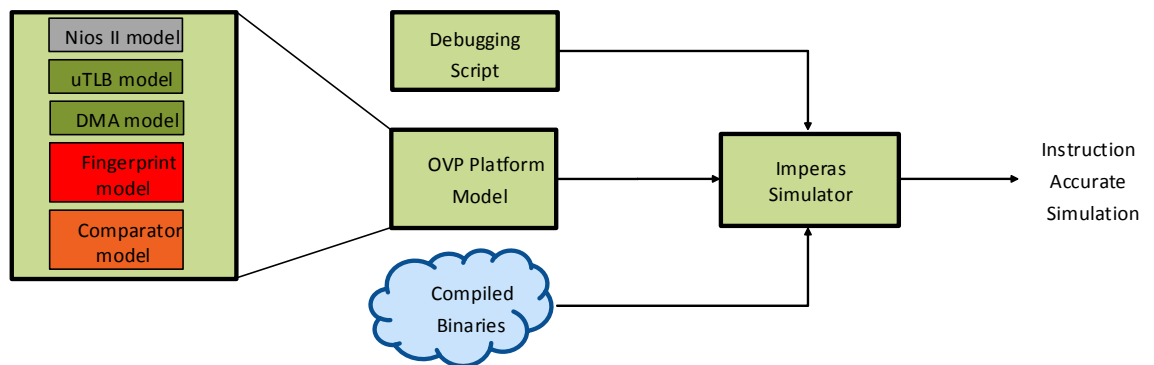 Nios II model
uTLB model
DMA model
Fingerprint
model
Comparator
model
Debugging
Script
OVP Platform
Model
Compiled
Binaries
Imperas
Simulator
Instruction
Accurate
Simulation